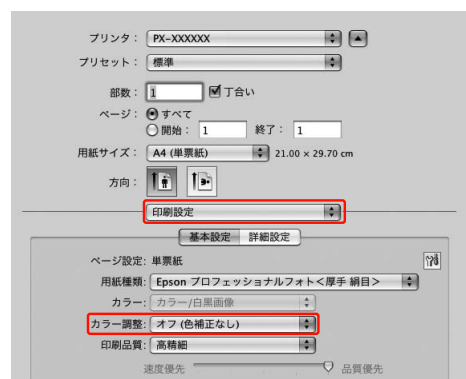 プリンタ： PX-XXXXXX
プリセット： 標準
部数： 1 丁合い
ページ： すべて
開始： 1 終了： 1
用紙サイズ： A4 (単票紙) 21.00 × 29.70 cm
方向：
印刷設定
基本設定 詳細設定
ページ設定: 単票紙
用紙種類: Epson プロフェッショナルフォト＜厚手 絹目＞
カラー: カラー/白黒画像
カラー調整: オフ (色補正なし)
印刷品質: 高精細
速度優先 品質優先